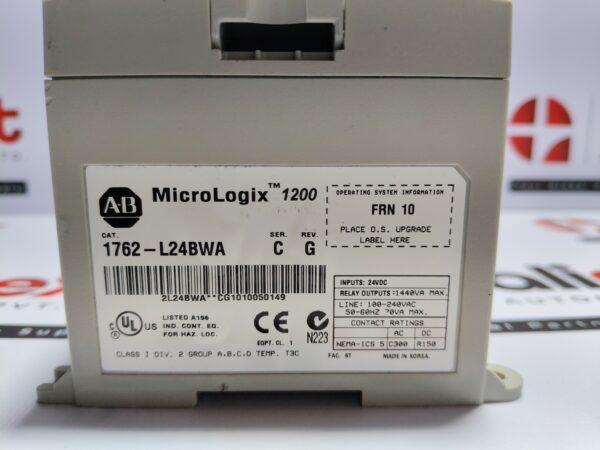 AB
MicroLogix™ 1200
OPERATING SYSTEM INFORMATION
FRN 10
PLACE O.S. UPGRADE
LABEL HERE
CAT. SER. REV.
1762-L24BWA C G
2L24BWA**CG1010050149
INPUTS: 24VDC
RELAY OUTPUTS: 1440VA MAX.
LINE: 100-240VAC
50-60HZ 70VA MAX.
CONTACT RATINGS
AC DC
NEMA-ICS 5 C300 R150
C UL US
LISTED A196
IND. CONT. EQ.
FOR HAZ. LOC.
CE
EQPT. CL. 1
N223
CLASS I DIV. 2 GROUP A,B,C,D TEMP. T3C
FAC. 6T MADE IN KOREA.